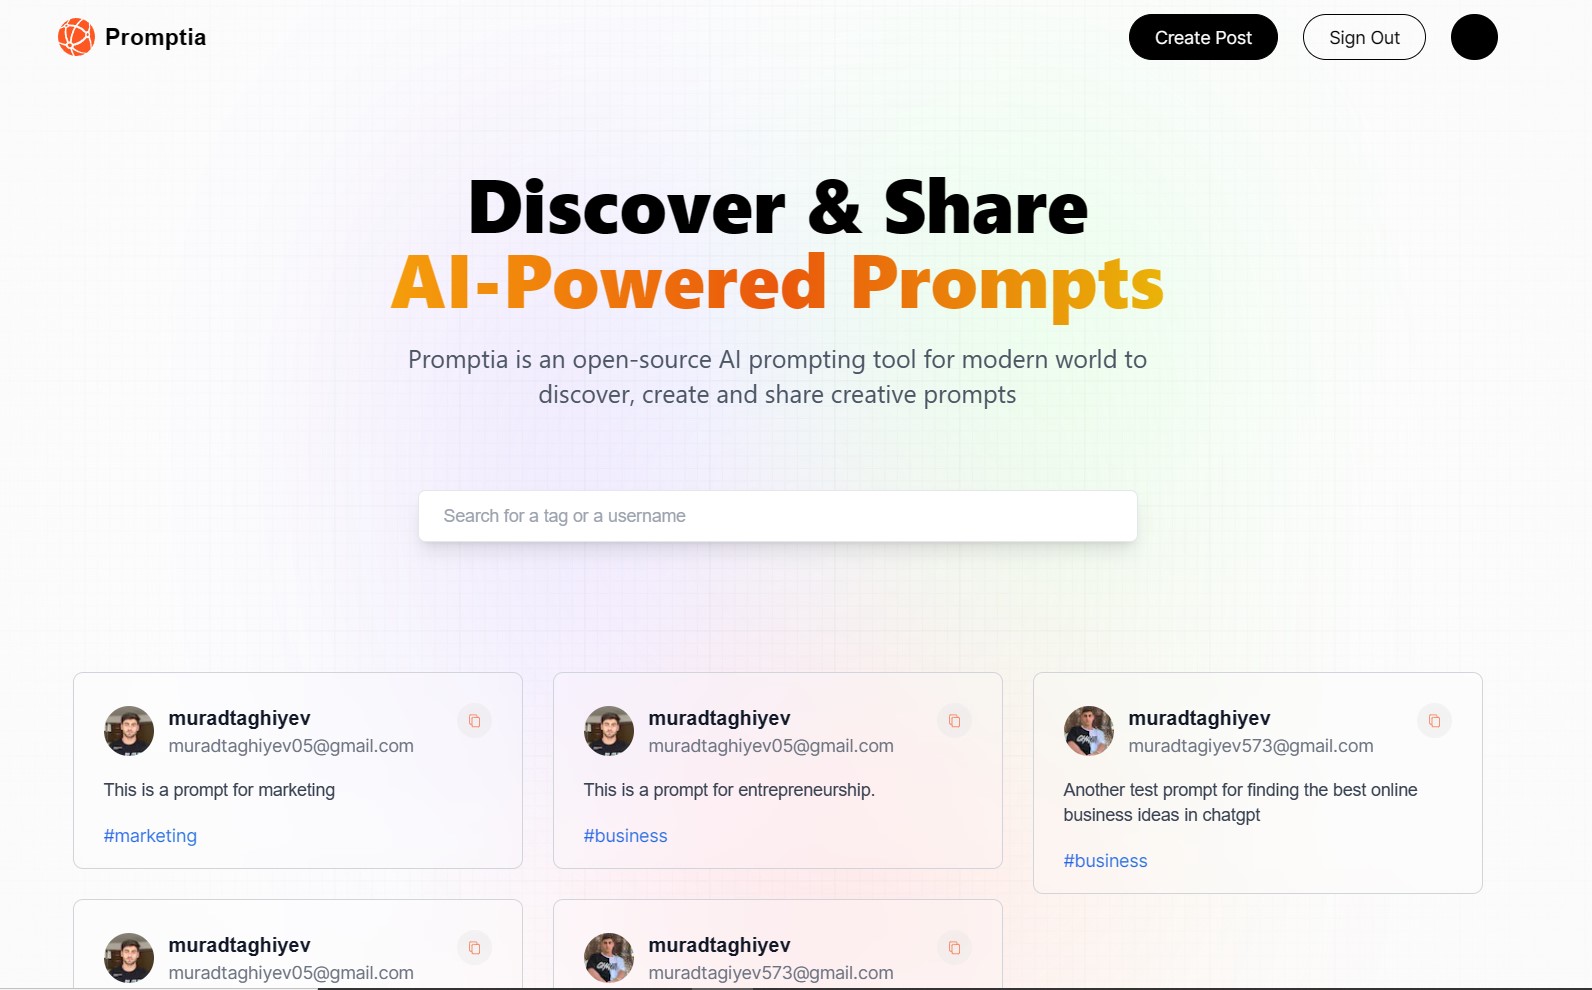 Promptia
Create Post
Sign Out
Discover & Share
AI-Powered Prompts
Promptia is an open-source AI prompting tool for modern world to
discover, create and share creative prompts
Search for a tag or a username
muradtaghiyev
muradtaghiyev05@gmail.com
This is a prompt for marketing
#marketing
muradtaghiyev
muradtaghiyev05@gmail.com
This is a prompt for entrepreneurship.
#business
muradtaghiyev
muradtagiyev573@gmail.com
Another test prompt for finding the best online
business ideas in chatgpt
#business
muradtaghiyev
muradtaghiyev05@gmail.com
muradtaghiyev
muradtagiyev573@gmail.com